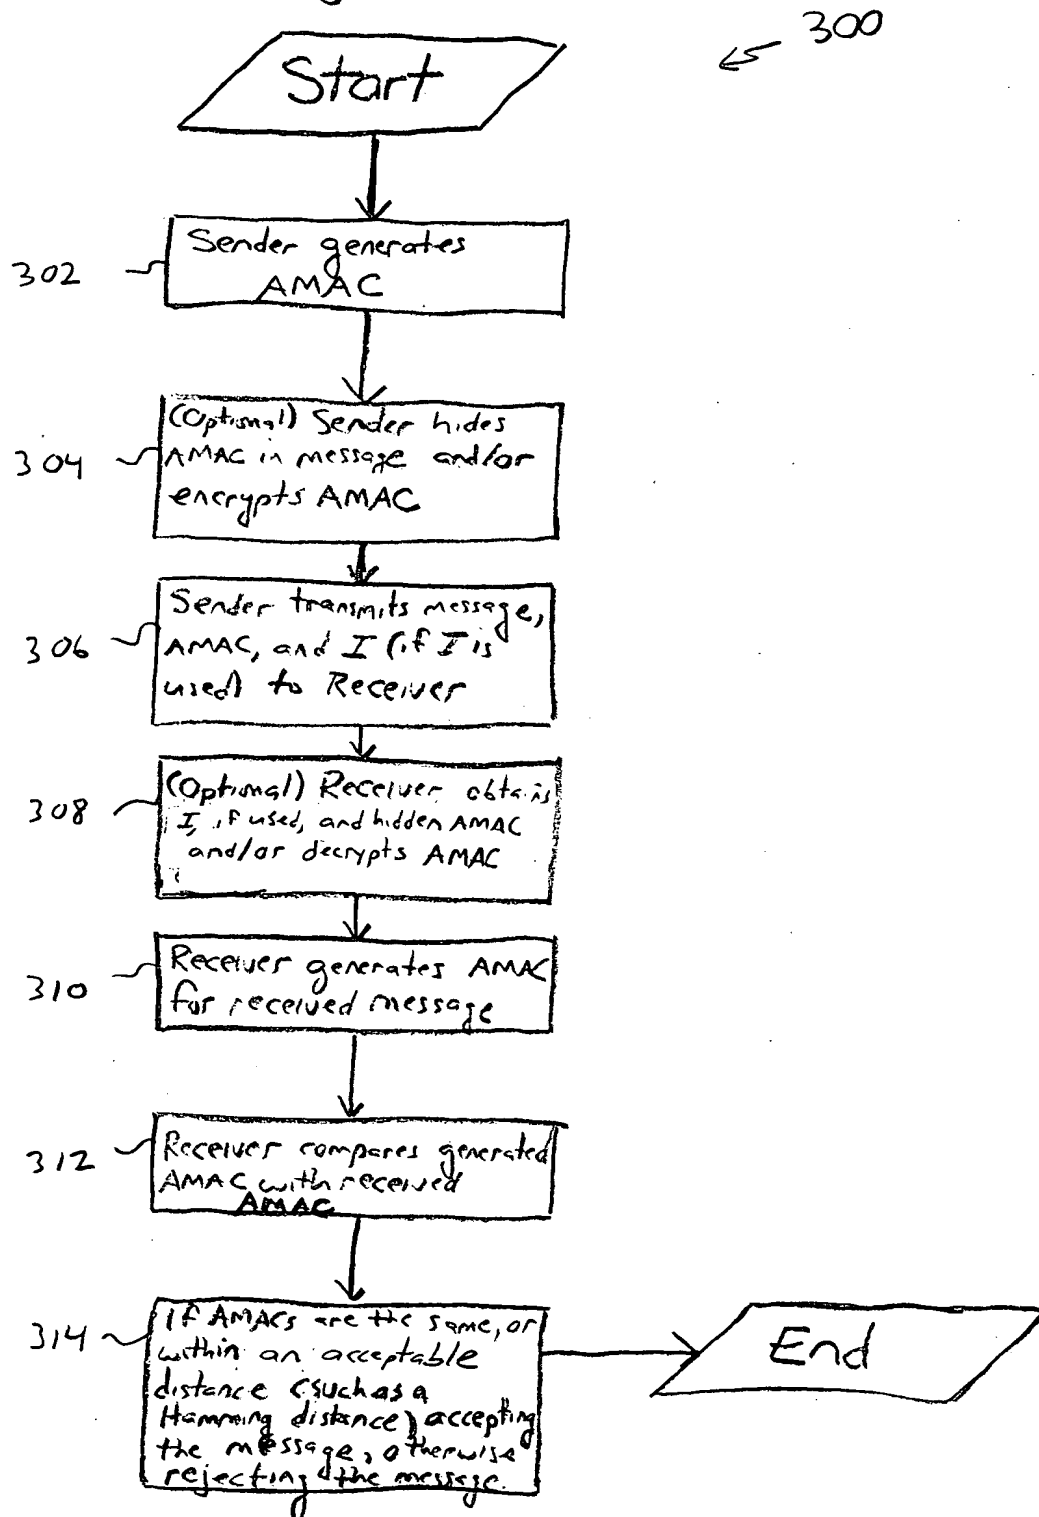 300
Start
302
Sender generates
AMAC
304
(Optional) Sender hides
AMAC in message and/or
encrypts AMAC
306
Sender transmits message,
AMAC, and I (if I is
used) to Receiver
308
(Optional) Receiver obtains
I, if used, and hidden AMAC
and/or decrypts AMAC
310
Receiver generates AMAC
for received message
312
Receiver compares generated
AMAC with received
AMAC
314
If AMACs are the same, or
within an acceptable
distance (such as a
Hamming distance) accepting
the message, otherwise
rejecting the message.
End